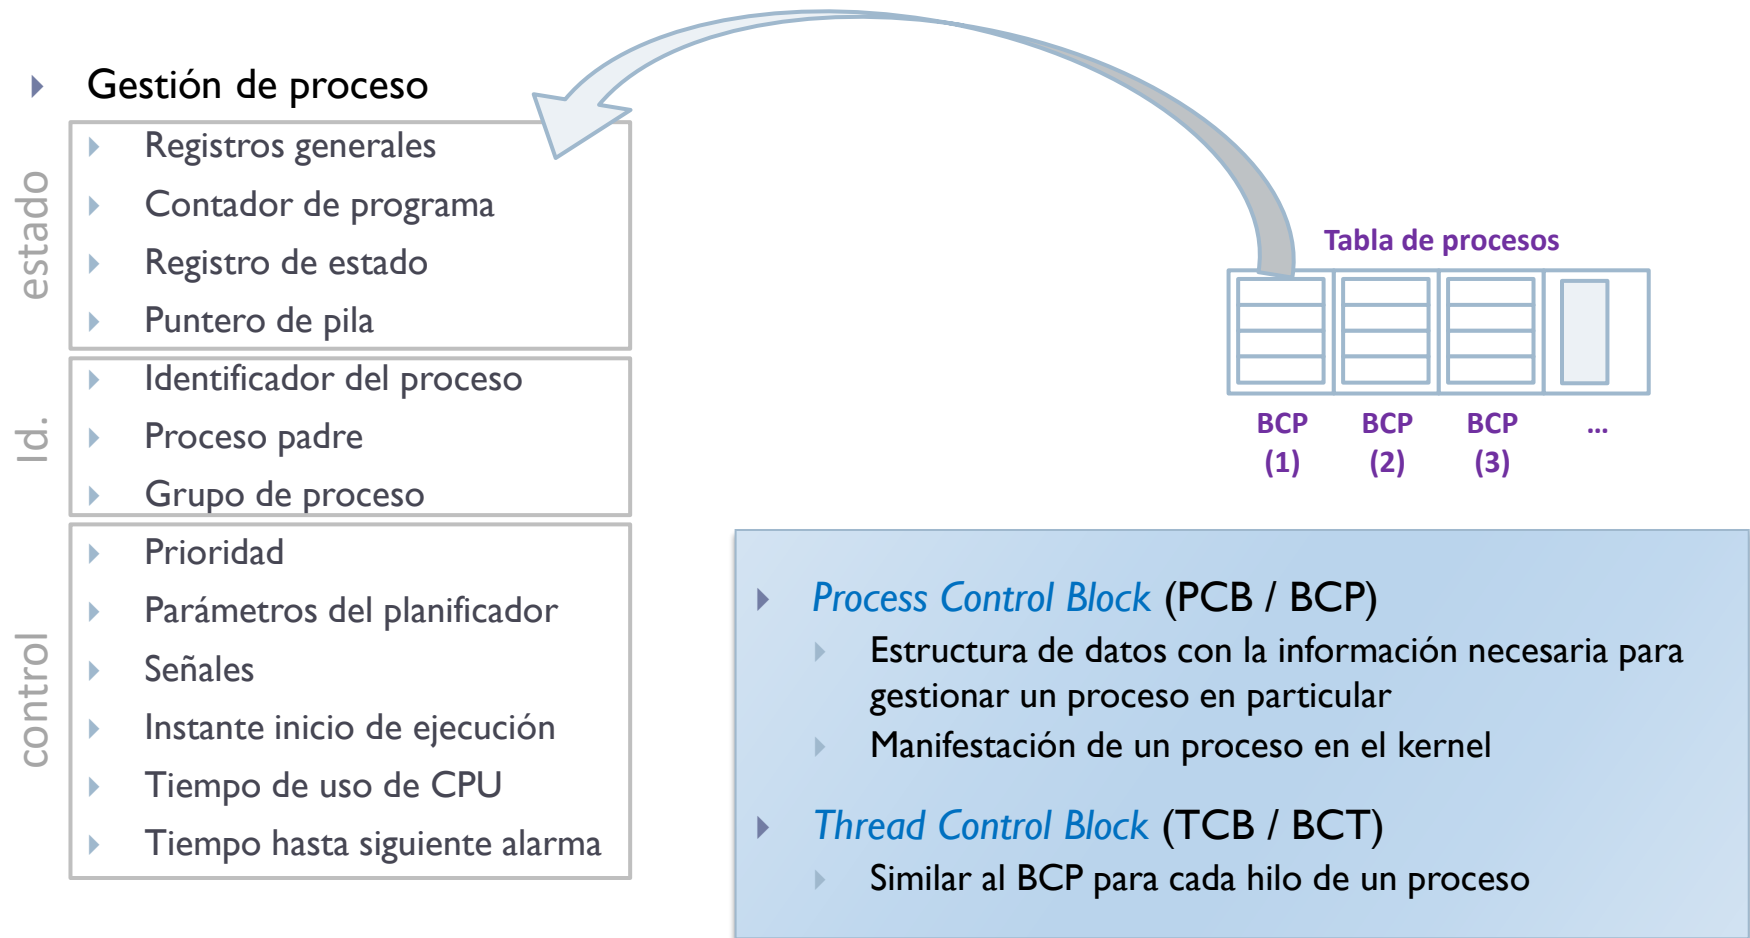 Gestión de proceso
estado
Registros generales
Contador de programa
Registro de estado
Puntero de pila
Id.
Identificador del proceso
Proceso padre
Grupo de proceso
control
Prioridad
Parámetros del planificador
Señales
Instante inicio de ejecución
Tiempo de uso de CPU
Tiempo hasta siguiente alarma
Tabla de procesos
BCP BCP BCP ...
(1) (2) (3)
Process Control Block (PCB / BCP)
Estructura de datos con la información necesaria para
gestionar un proceso en particular
Manifestación de un proceso en el kernel
Thread Control Block (TCB / BCT)
Similar al BCP para cada hilo de un proceso